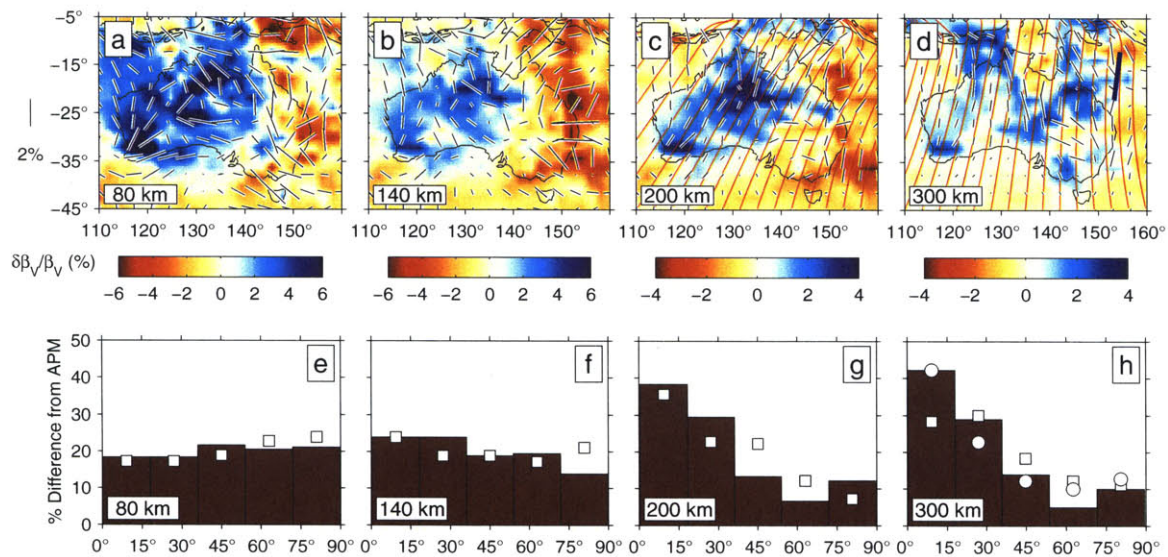 a b c d
−5°
−15°
−25°
−35°
−45°
2%
80 km 140 km 200 km 300 km
110° 120° 130° 140° 150° 110° 120° 130° 140° 150° 110° 120° 130° 140° 150° 110° 120° 130° 140° 150° 160°
δβV/βV (%)
−6 −4 −2 0 2 4 6 −6 −4 −2 0 2 4 6 −4 −2 0 2 4 −4 −2 0 2 4
% Difference from APM
50
40
30
20
10
0
e f g h
80 km 140 km 200 km 300 km
0° 15° 30° 45° 60° 75° 90° 0° 15° 30° 45° 60° 75° 90° 0° 15° 30° 45° 60° 75° 90° 0° 15° 30° 45° 60° 75° 90°